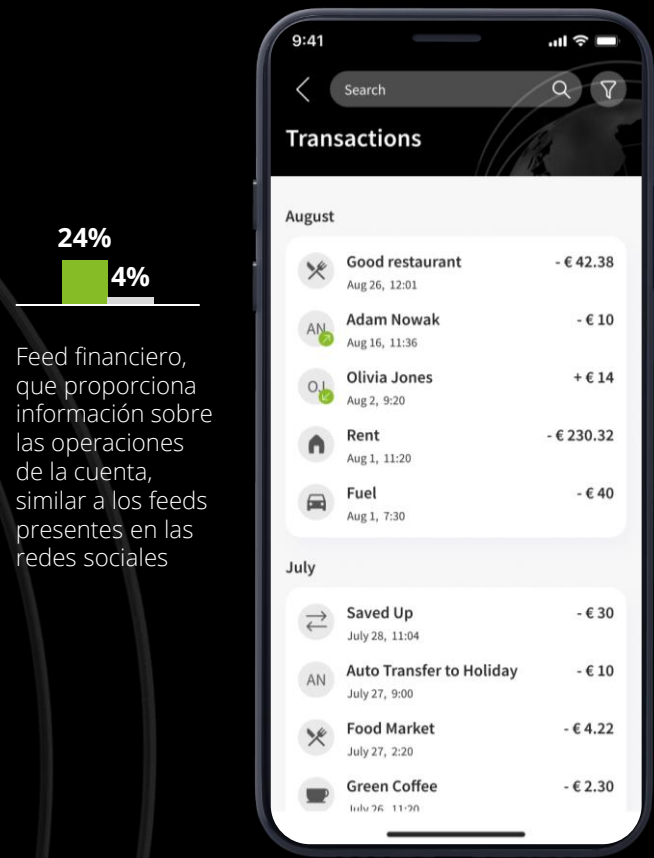 24%
4%
Feed financiero,
que proporciona
información sobre
las operaciones
de la cuenta,
similar a los feeds
presentes en las
redes sociales
9:41
Search
Transactions
August
Good restaurant - € 42.38
Aug 26, 12:01
AN Adam Nowak - € 10
Aug 16, 11:36
OJ Olivia Jones + € 14
Aug 2, 9:20
Rent - € 230.32
Aug 1, 11:20
Fuel - € 40
Aug 1, 7:30
July
Saved Up - € 30
July 28, 11:04
AN Auto Transfer to Holiday - € 10
July 27, 9:00
Food Market - € 4.22
July 27, 2:20
Green Coffee - € 2.30
July 26, 11:20